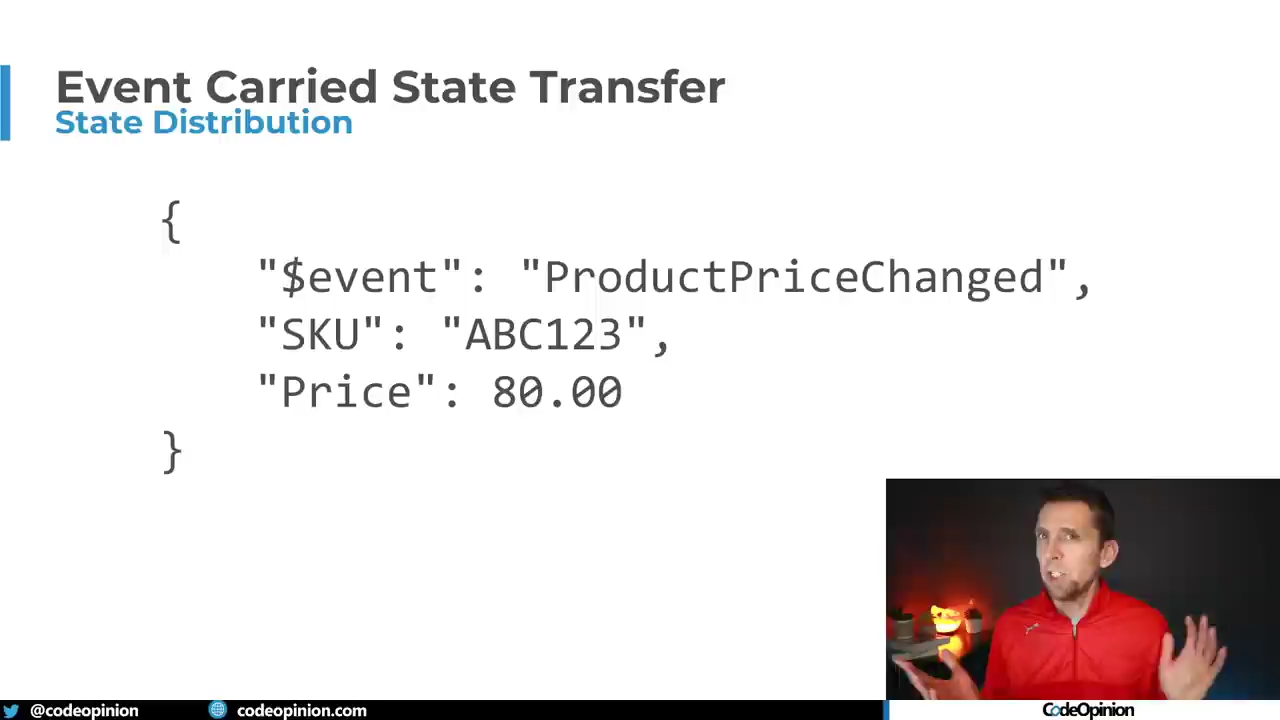 Event Carried State Transfer
State Distribution
{
"$event": "ProductPriceChanged",
"SKU": "ABC123",
"Price": 80.00
}
@codeopinion
codeopinion.com
CodeOpinion